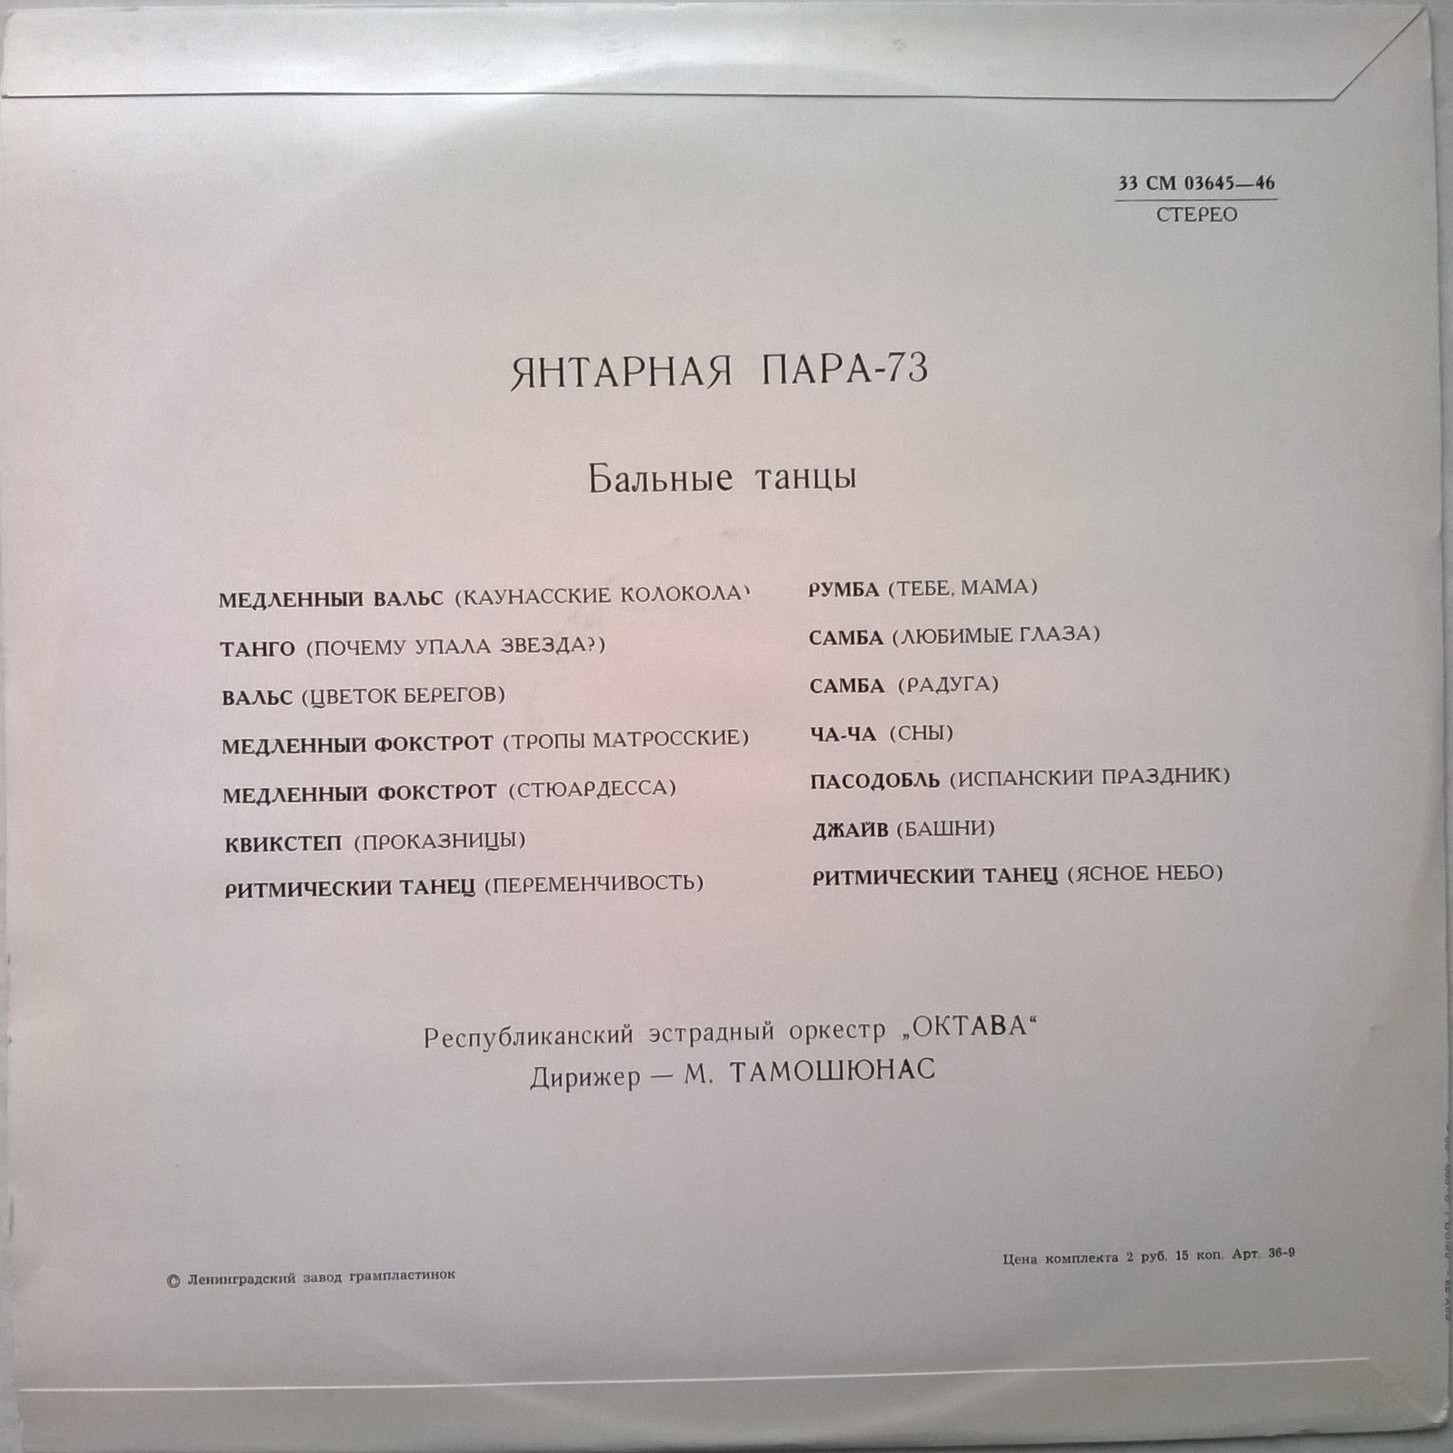 33 СМ 03645—46
СТЕРЕО
ЯНТАРНАЯ ПАРА-73
Бальные танцы
МЕДЛЕННЫЙ ВАЛЬС (КАУНАССКИЕ КОЛОКОЛА)
ТАНГО (ПОЧЕМУ УПАЛА ЗВЕЗДА?)
ВАЛЬС (ЦВЕТОК БЕРЕГОВ)
МЕДЛЕННЫЙ ФОКСТРОТ (ТРОПЫ МАТРОССКИЕ)
МЕДЛЕННЫЙ ФОКСТРОТ (СТЮАРДЕССА)
КВИКСТЕП (ПРОКАЗНИЦЫ)
РИТМИЧЕСКИЙ ТАНЕЦ (ПЕРЕМЕНЧИВОСТЬ)
РУМБА (ТЕБЕ, МАМА)
САМБА (ЛЮБИМЫЕ ГЛАЗА)
САМБА (РАДУГА)
ЧА-ЧА (СНЫ)
ПАСОДОБЛЬ (ИСПАНСКИЙ ПРАЗДНИК)
ДЖАЙВ (БАШНИ)
РИТМИЧЕСКИЙ ТАНЕЦ (ЯСНОЕ НЕБО)
Республиканский эстрадный оркестр „ОКТАВА“
Дирижер — М. ТАМОШЮНАС
© Ленинградский завод грампластинок
Цена комплекта 2 руб. 15 коп. Арт. 36-9